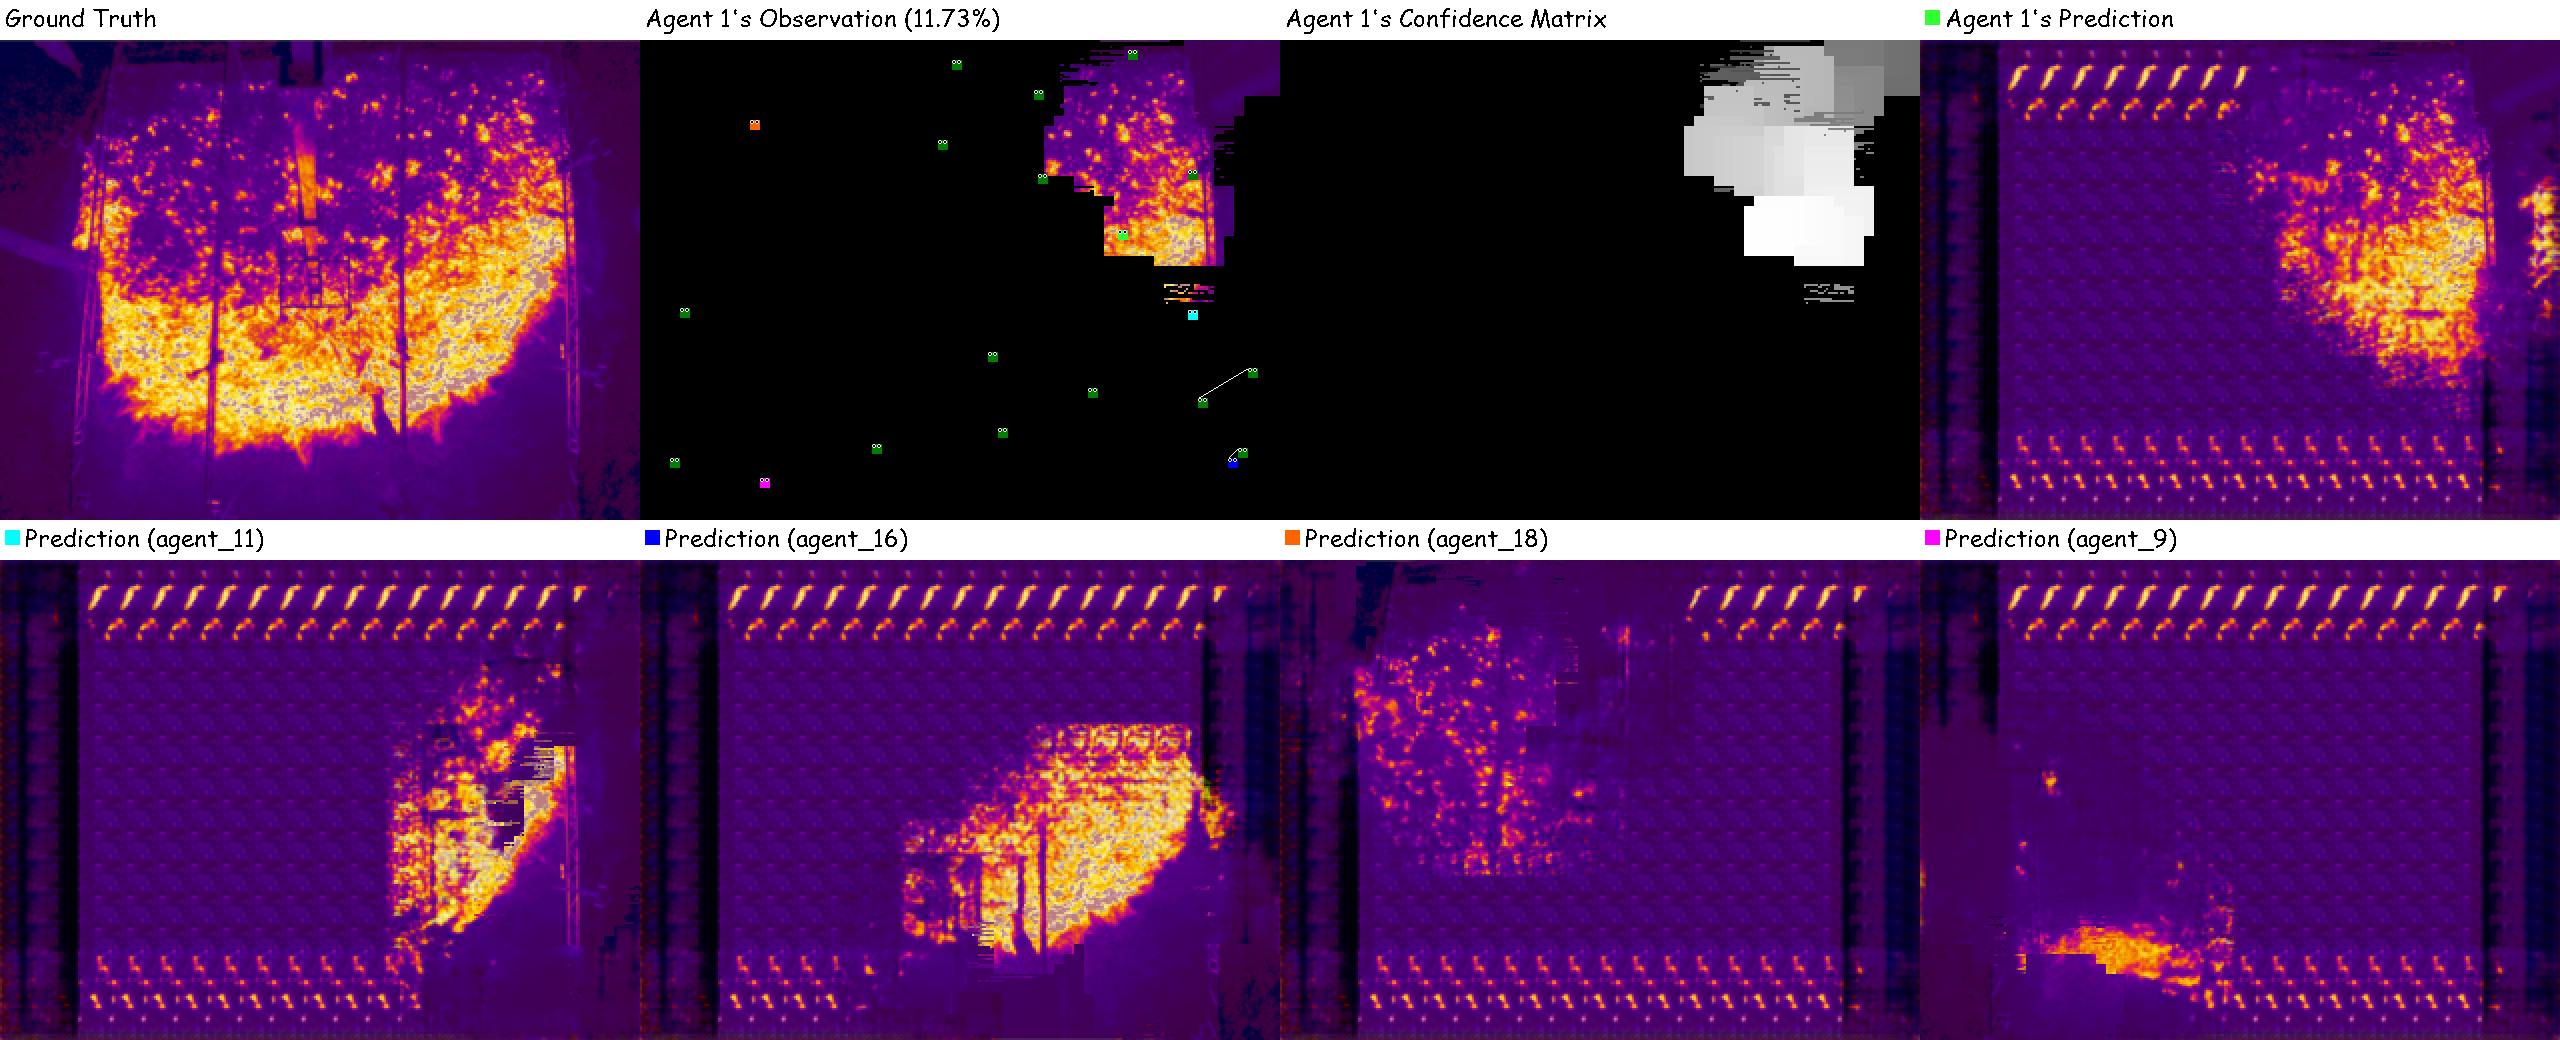 Ground Truth
Agent 1's Observation (11.73%)
Agent 1's Confidence Matrix
Agent 1's Prediction
Prediction (agent_11)
Prediction (agent_16)
Prediction (agent_18)
Prediction (agent_9)